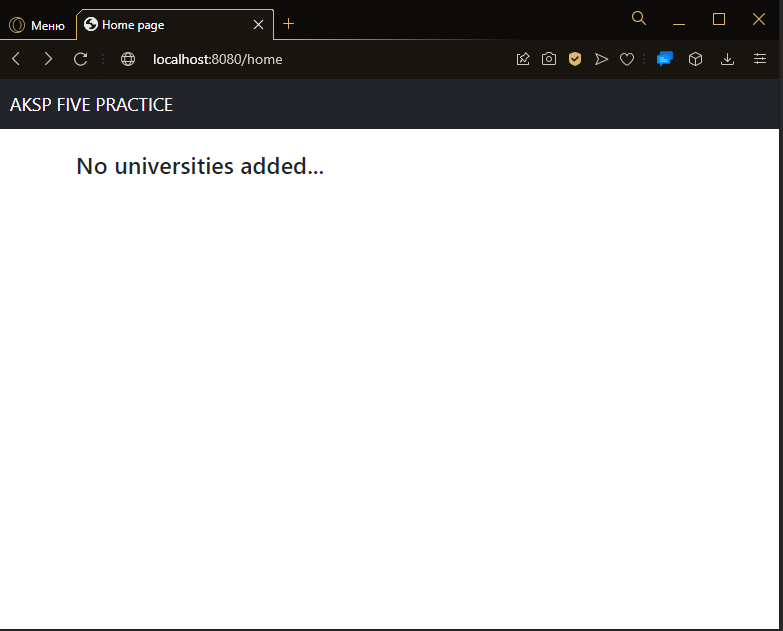 Меню
Home page
localhost:8080/home
AKSP FIVE PRACTICE
No universities added...